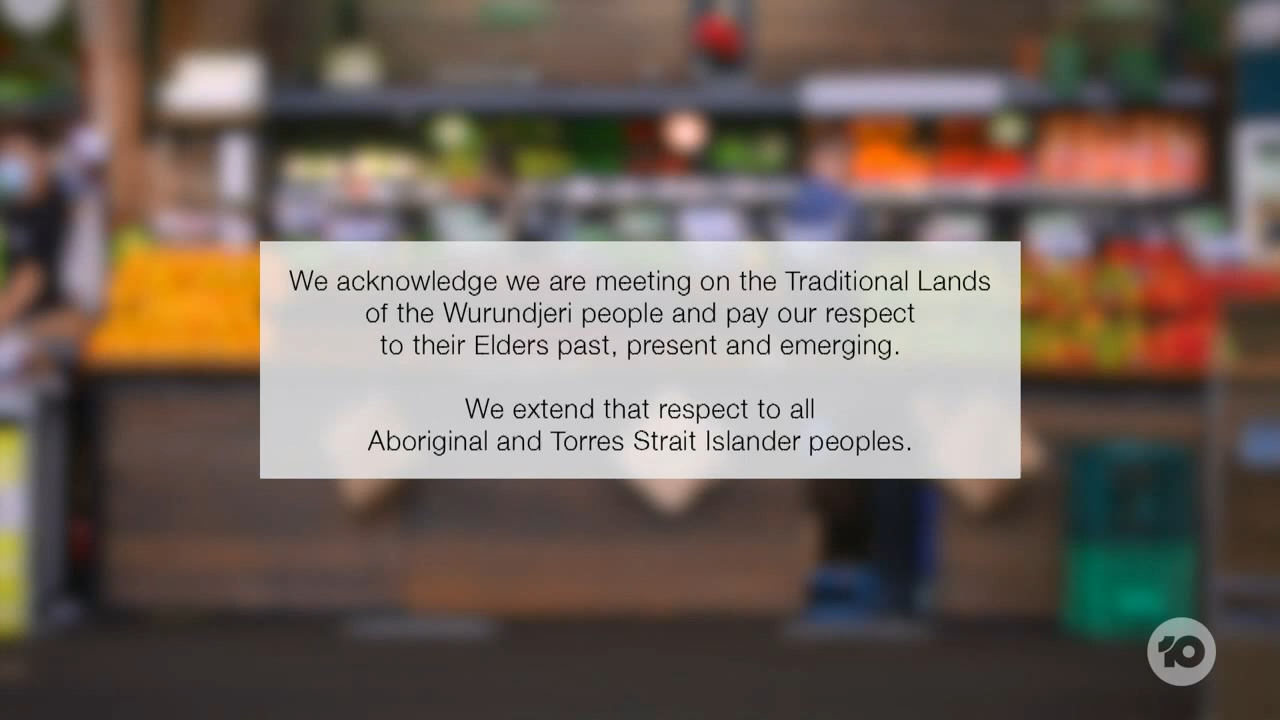 We acknowledge we are meeting on the Traditional Lands
of the Wurundjeri people and pay our respect
to their Elders past, present and emerging.
We extend that respect to all
Aboriginal and Torres Strait Islander peoples.
10